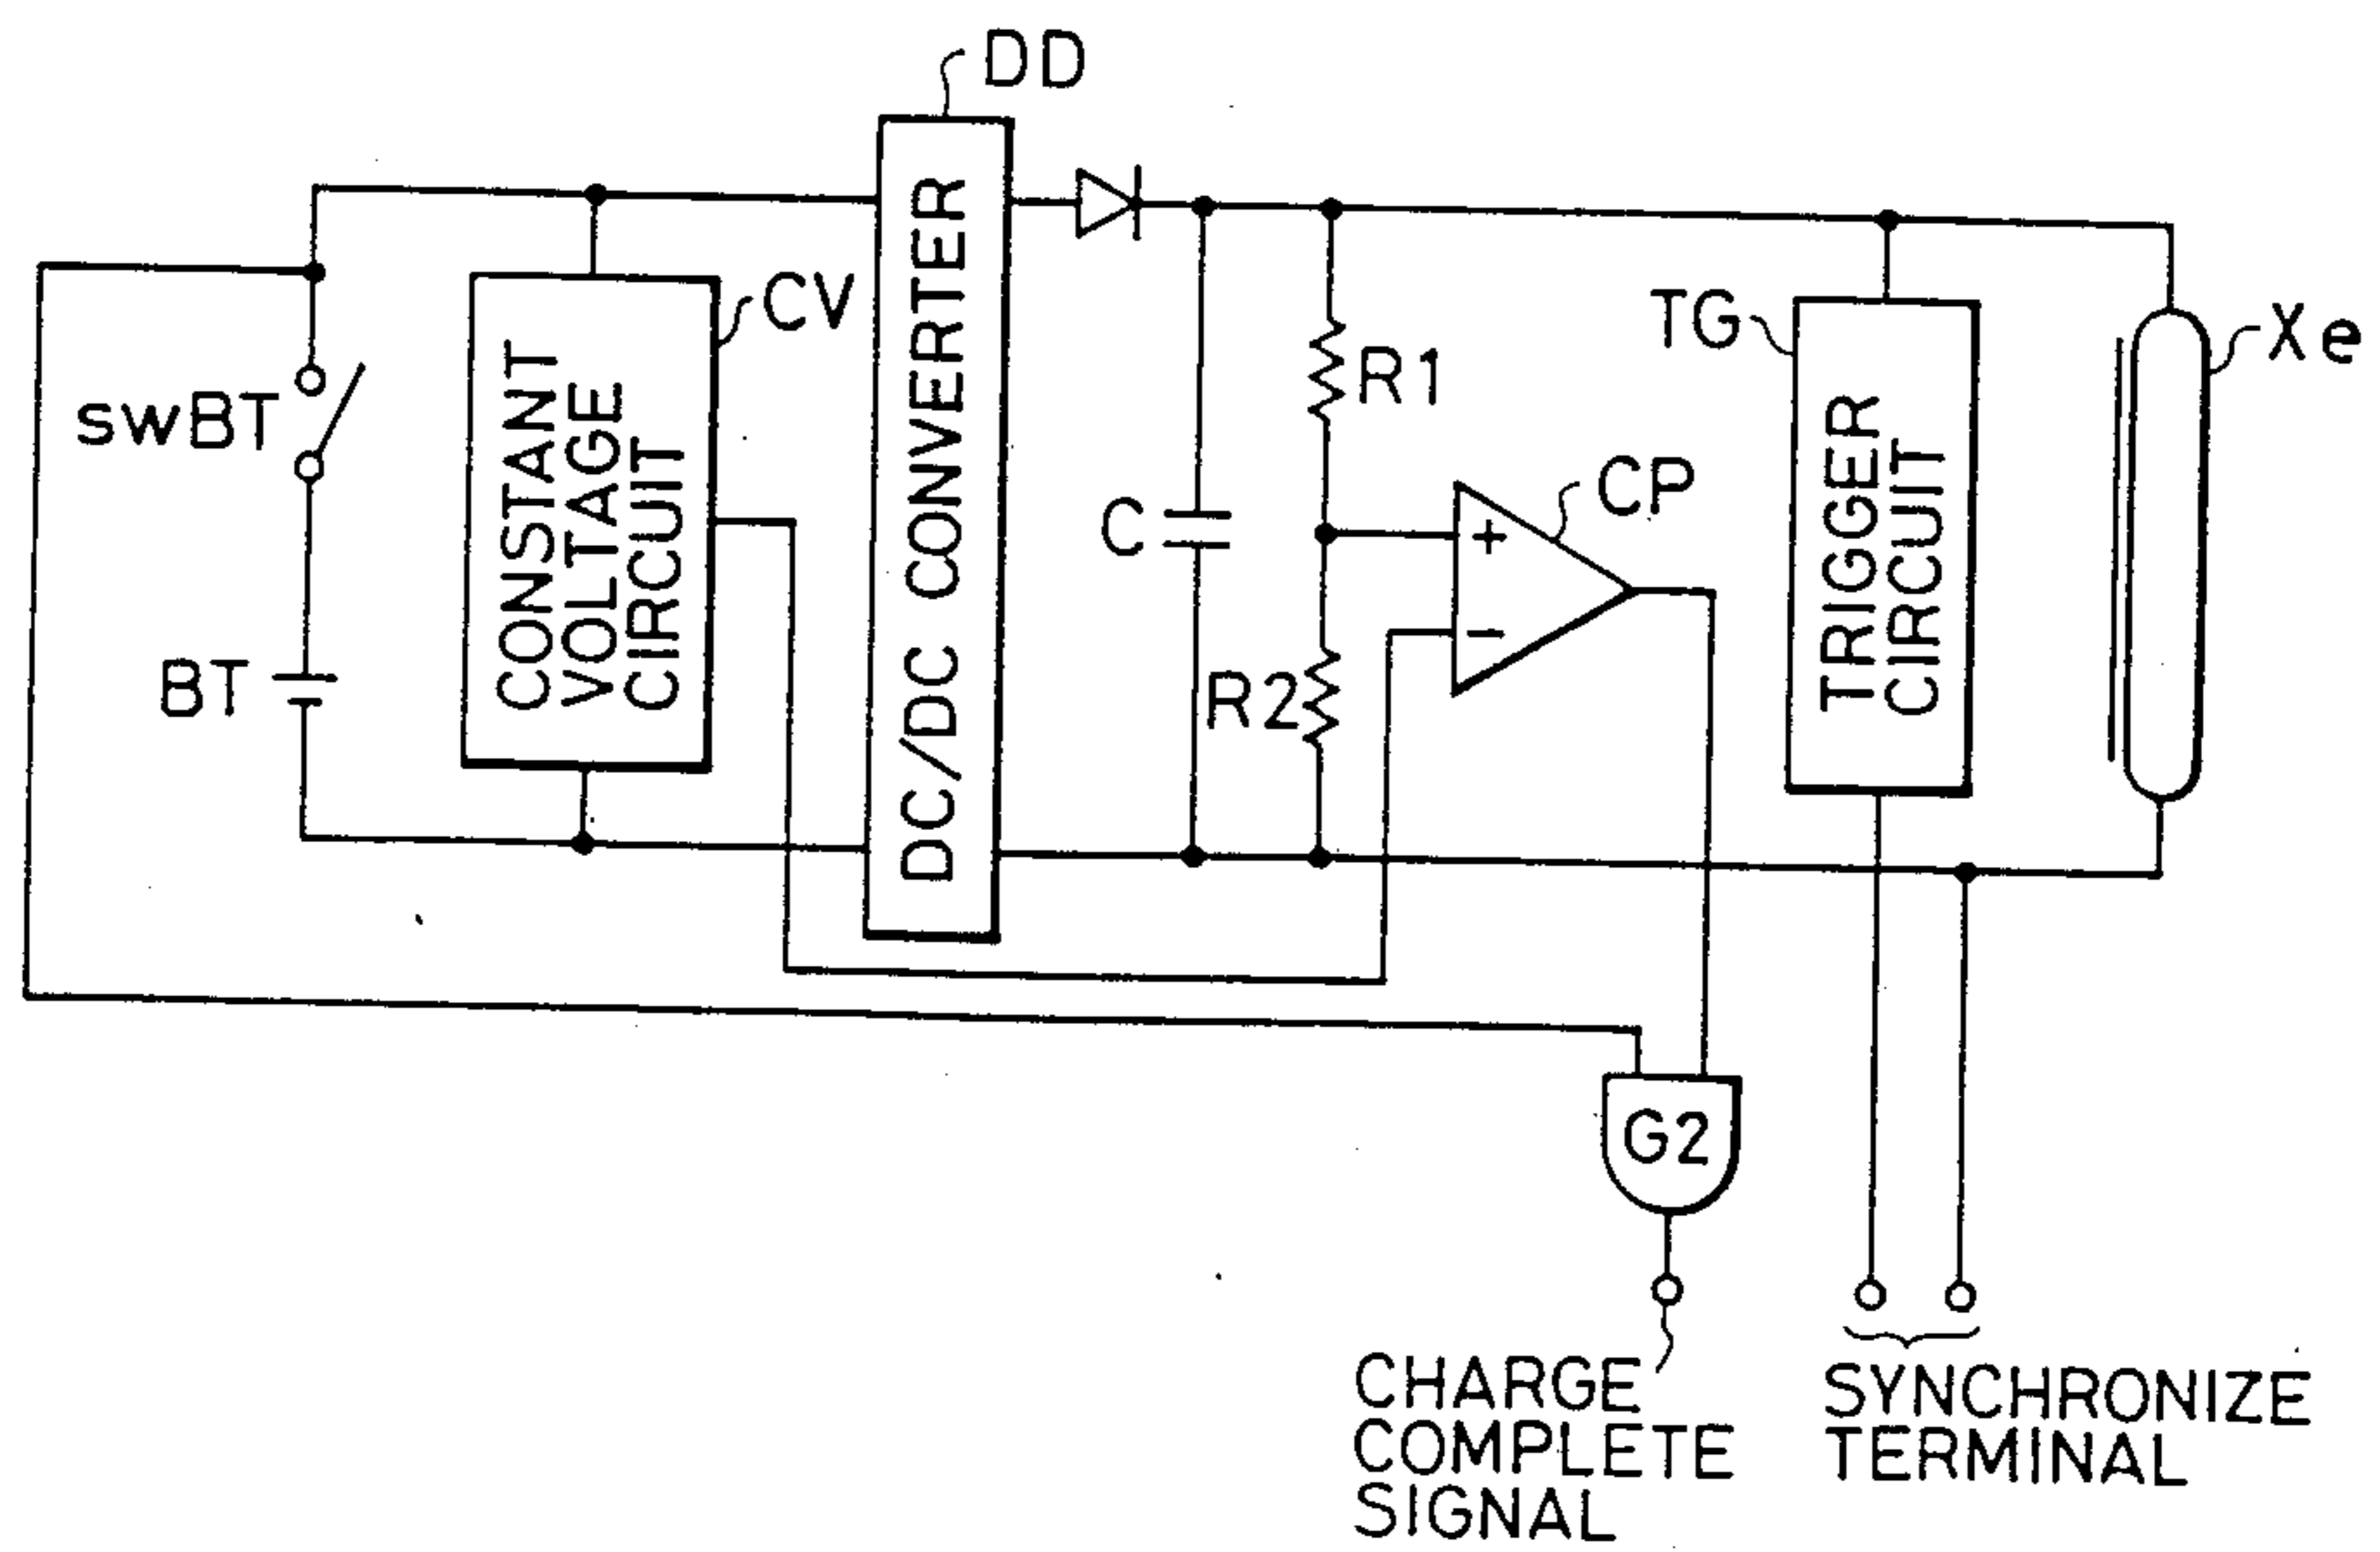 DD
CV
swBT
BT
CONSTANT
VOLTAGE
CIRCUIT
DC/DC CONVERTER
C
R1
R2
+
−
CP
TG
TRIGGER
CIRCUIT
Xe
G2
CHARGE
COMPLETE
SIGNAL
SYNCHRONIZE
TERMINAL